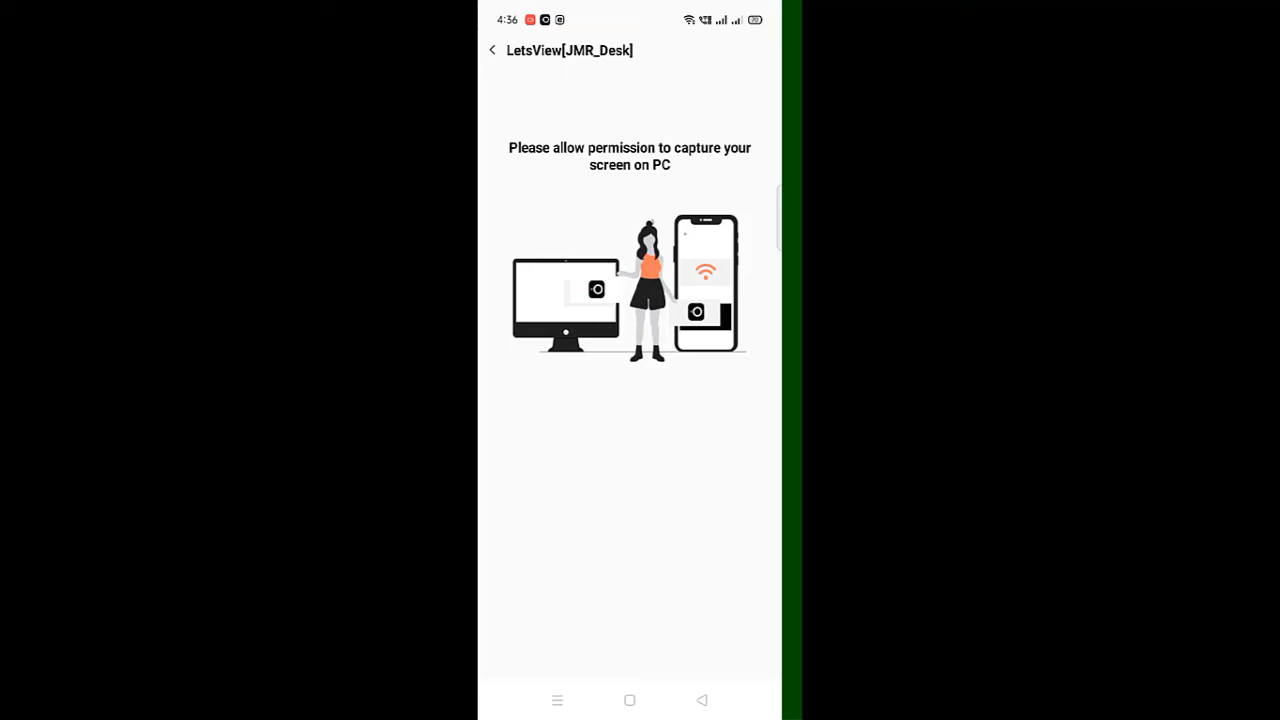 4:36
LetsView[JMR_Desk]
Please allow permission to capture your
screen on PC